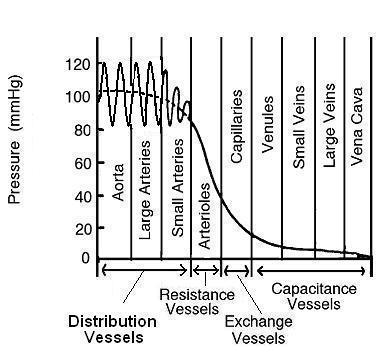 Pressure (mmHg)
120
100
80
60
40
20
0
Aorta
Large Arteries
Small Arteries
Arterioles
Capillaries
Venules
Small Veins
Large Veins
Vena Cava
Distribution
Vessels
Resistance
Vessels
Exchange
Vessels
Capacitance
Vessels